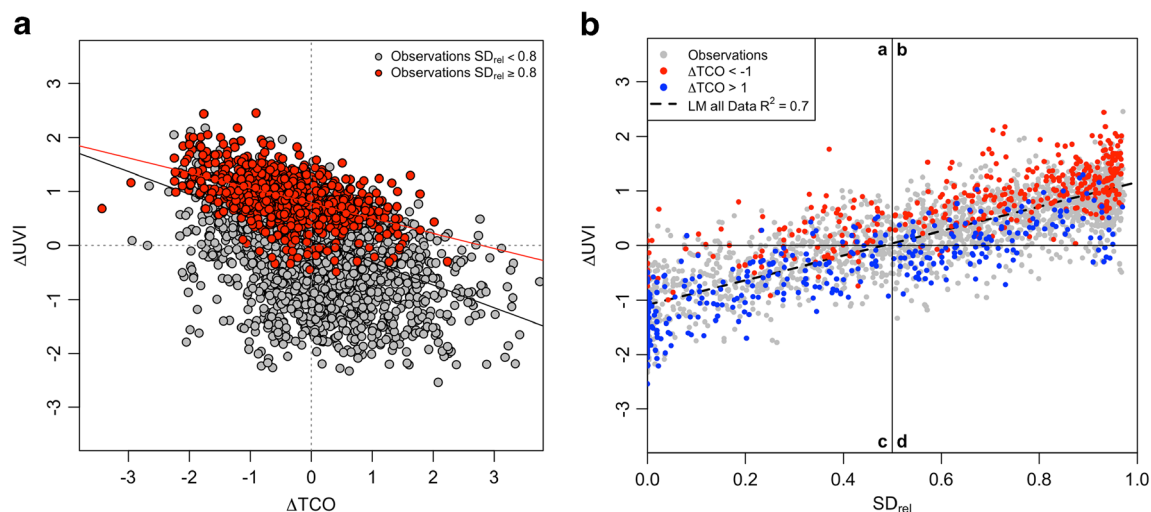 a
Observations SDrel < 0.8
Observations SDrel ≥ 0.8
3
2
1
0
-1
-2
-3
ΔUVI
-3 -2 -1 0 1 2 3
ΔTCO
b
Observations
ΔTCO < -1
ΔTCO > 1
LM all Data R² = 0.7
a b
3
2
1
0
-1
-2
-3
ΔUVI
c d
0.0 0.2 0.4 0.6 0.8 1.0
SDrel